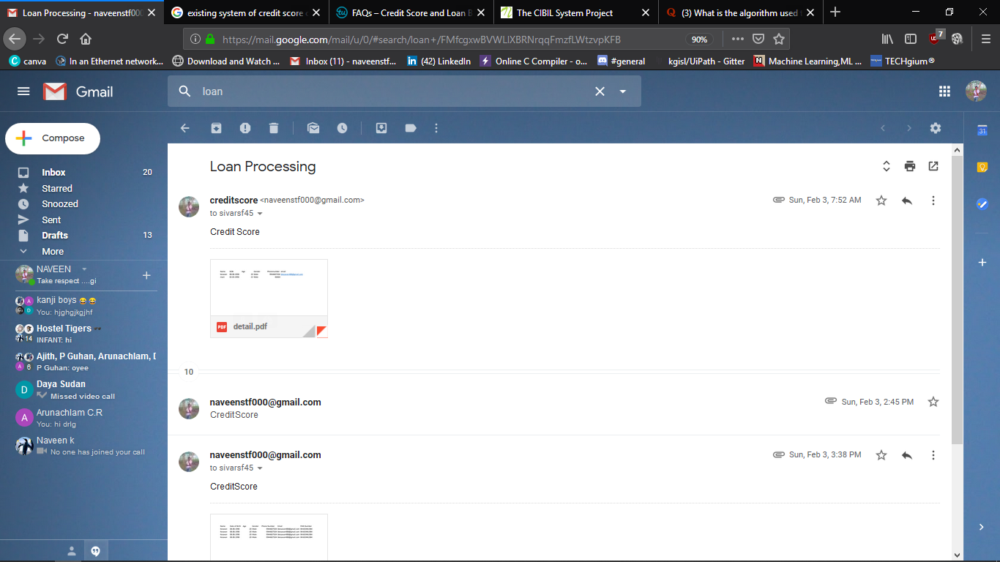 Loan Processing - naveenstf000
existing system of credit score
FAQs – Credit Score and Loan B
The CIBIL System Project
(3) What is the algorithm used
https://mail.google.com/mail/u/0/#search/loan+/FMfcgxwBVWLlXBRNrqqFmzflLWtzvpKFB
90%
7
canva
In an Ethernet network...
Download and Watch ...
Inbox (11) - naveenstf...
(42) LinkedIn
Online C Compiler - o...
#general
kgisl/UiPath - Gitter
Machine Learning,ML ...
TECHgium®
Gmail
loan
Compose
Inbox 20
Starred
Snoozed
Sent
Drafts 13
More
NAVEEN
Take respect ....gi
kanji boys
You: hjghgjkgjhf
Hostel Tigers
14 INFANT: hi
Ajith, P Guhan, Arunachlam, D
6 P Guhan: oyee
Daya Sudan
Missed video call
Arunachlam C.R
You: hi drlg
Naveen k
No one has joined your call
Loan Processing
creditscore <naveenstf000@gmail.com>
Sun, Feb 3, 7:52 AM
to sivarsf45
Credit Score
PDF detail.pdf
10
naveenstf000@gmail.com
Sun, Feb 3, 2:45 PM
CreditScore
naveenstf000@gmail.com
Sun, Feb 3, 3:38 PM
to sivarsf45
CreditScore
31